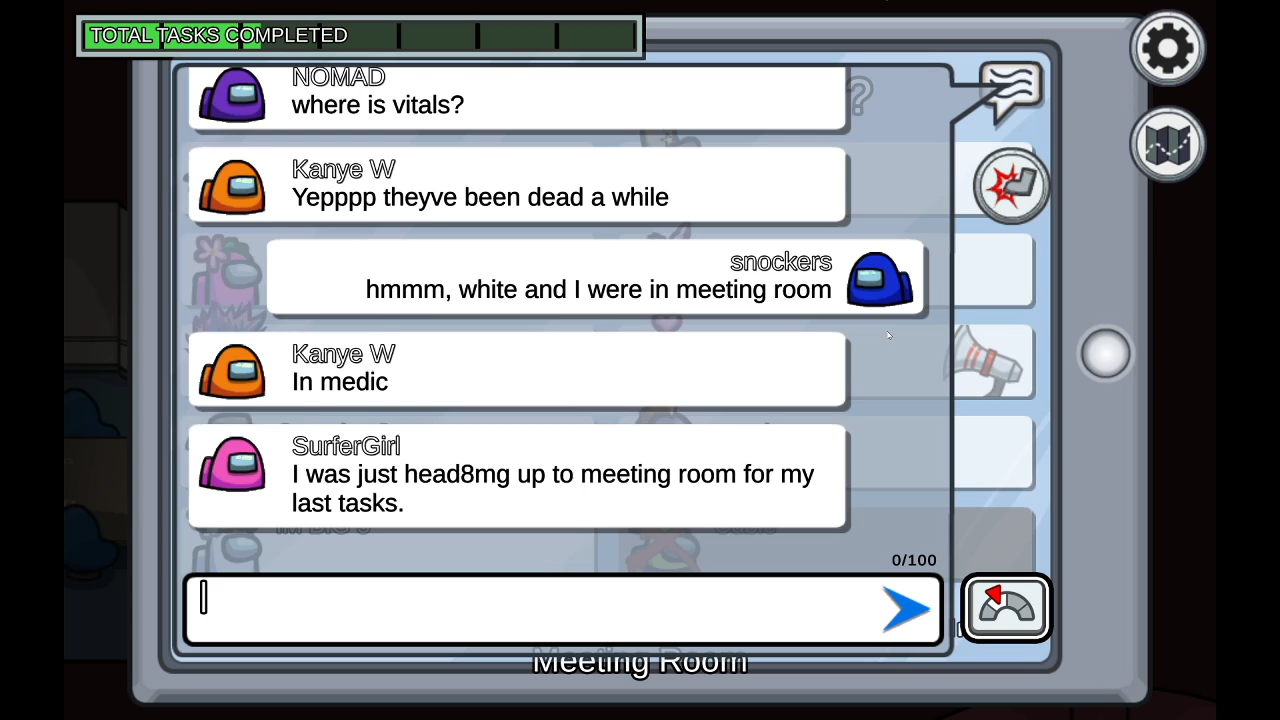 TOTAL TASKS COMPLETED
NOMAD
where is vitals?
Kanye W
Yepppp theyve been dead a while
snockers
hmmm, white and I were in meeting room
Kanye W
In medic
SurferGirl
I was just head8mg up to meeting room for my
last tasks.
0/100
Meeting Room